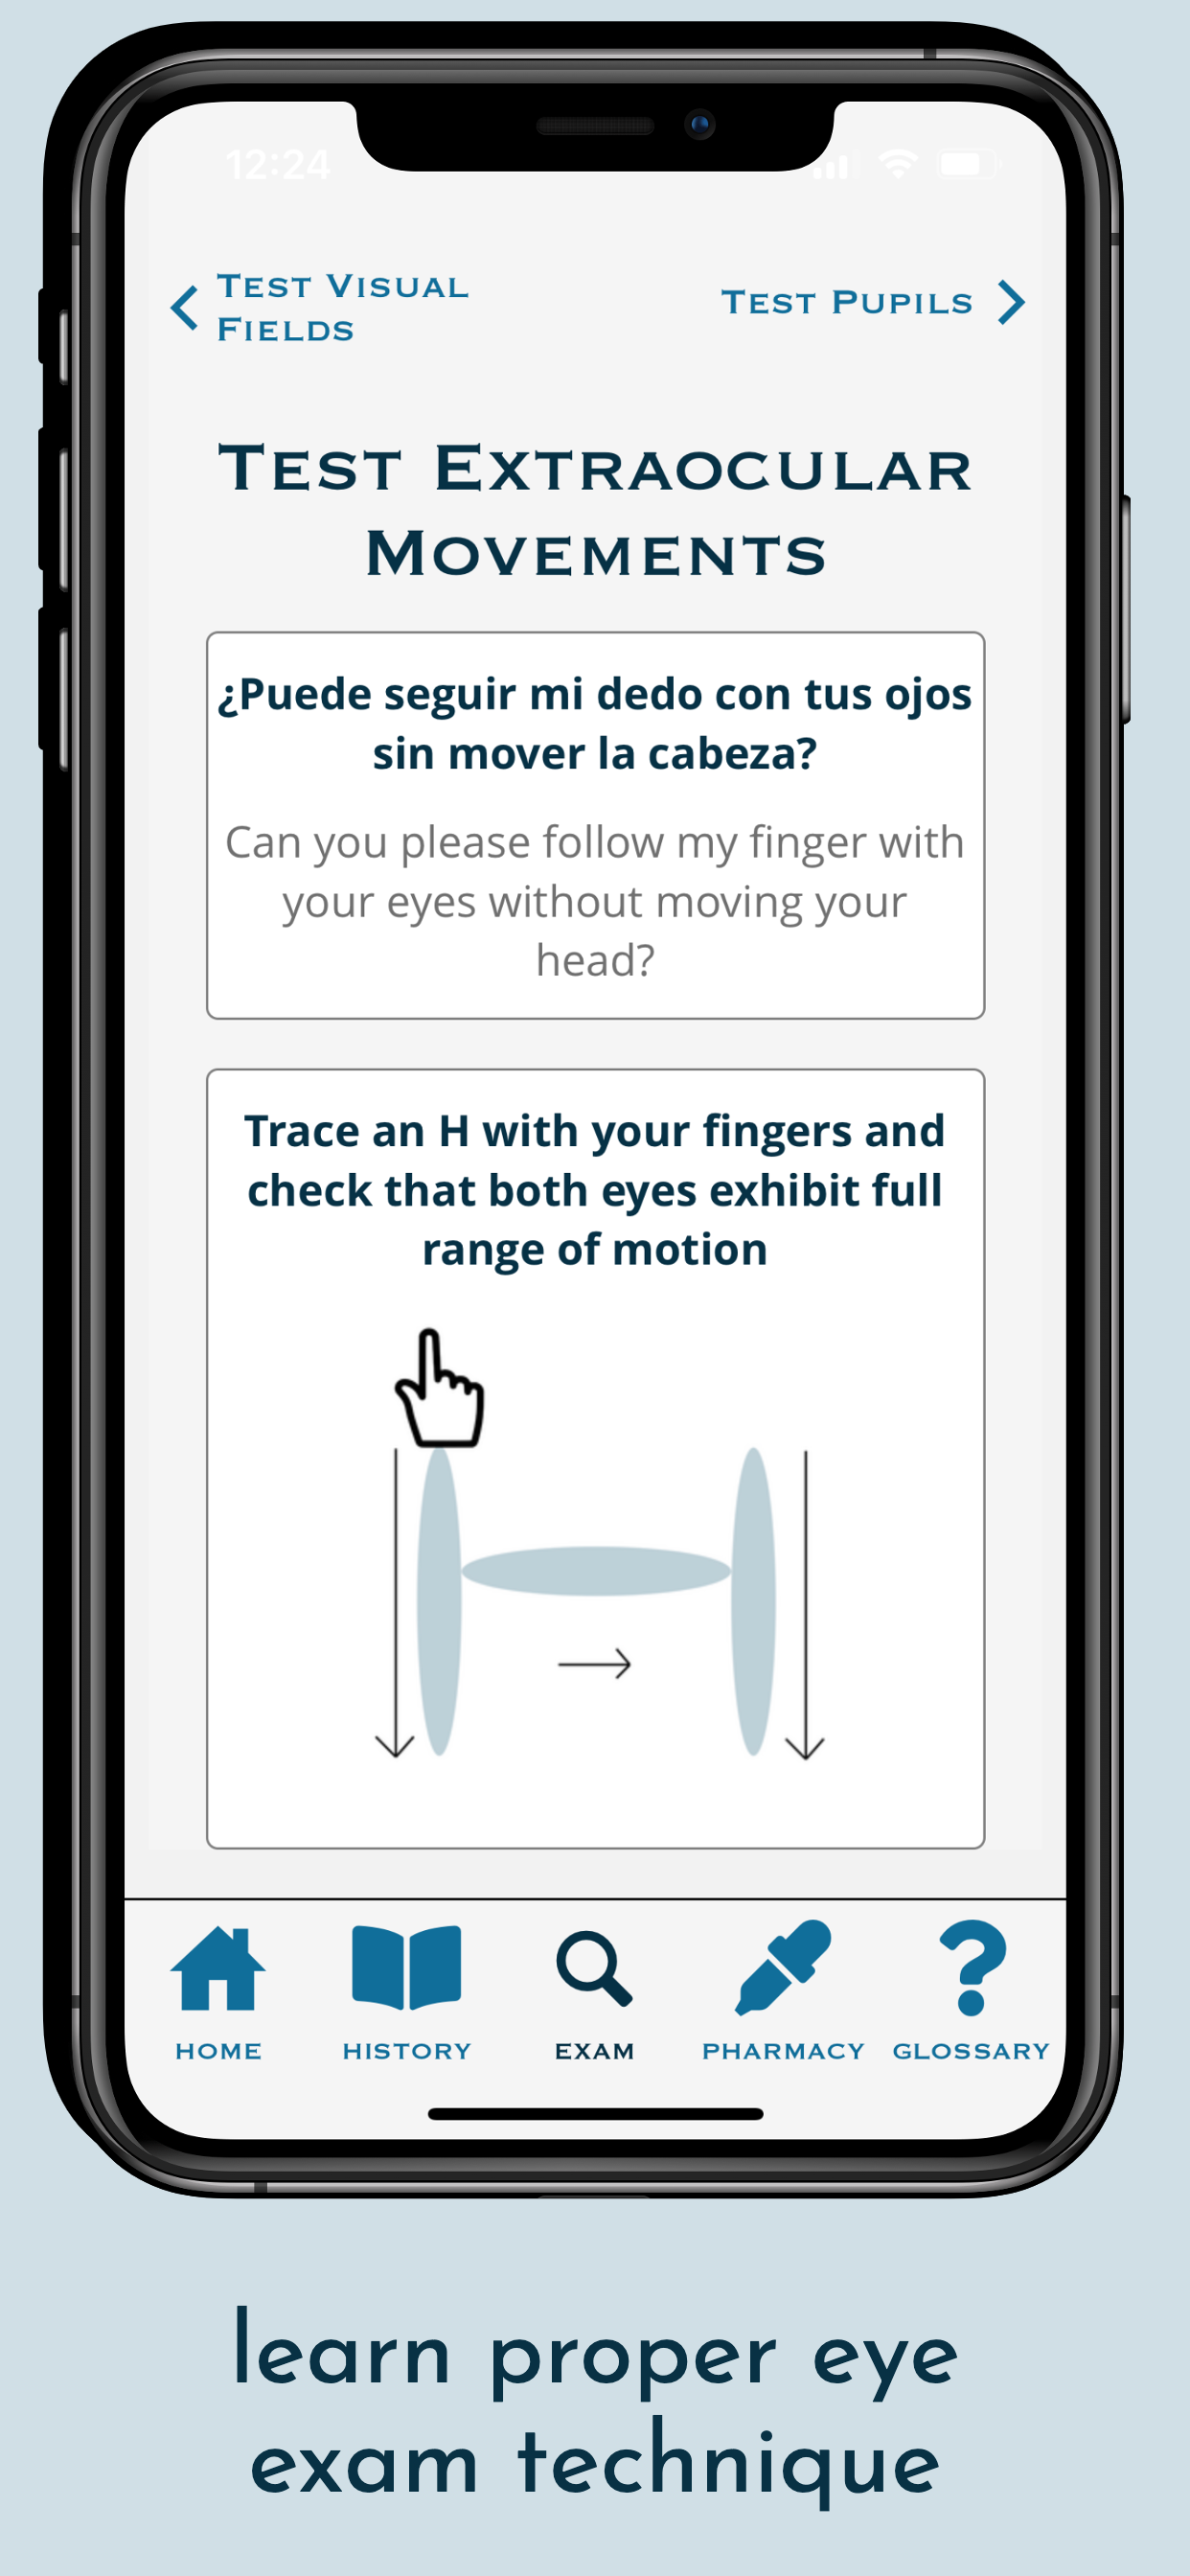 12:24
Test Visual
Fields
Test Pupils
Test Extraocular
Movements
¿Puede seguir mi dedo con tus ojos
sin mover la cabeza?
Can you please follow my finger with
your eyes without moving your
head?
Trace an H with your fingers and
check that both eyes exhibit full
range of motion
HOME
HISTORY
EXAM
PHARMACY
GLOSSARY
learn proper eye
exam technique